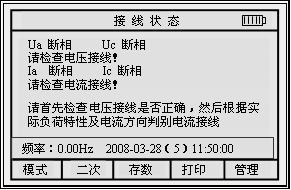 接线状态
Ua 断相 Uc 断相
请检查电压接线!
Ia 断相 Ic 断相
请检查电流接线!
请首先检查电压接线是否正确，然后根据实
际负荷特性及电流方向判别电流接线
频率：0.00Hz 2008-03-28（5）11:50:00
模式 二次 存数 打印 管理